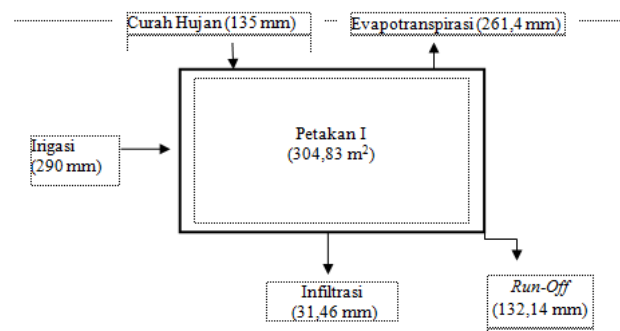 Curah Hujan (135 mm)
Evapotranspirasi (261,4 mm)
Petakan I
(304,83 m²)
Irigasi
(290 mm)
Infiltrasi
(31,46 mm)
Run-Off
(132,14 mm)